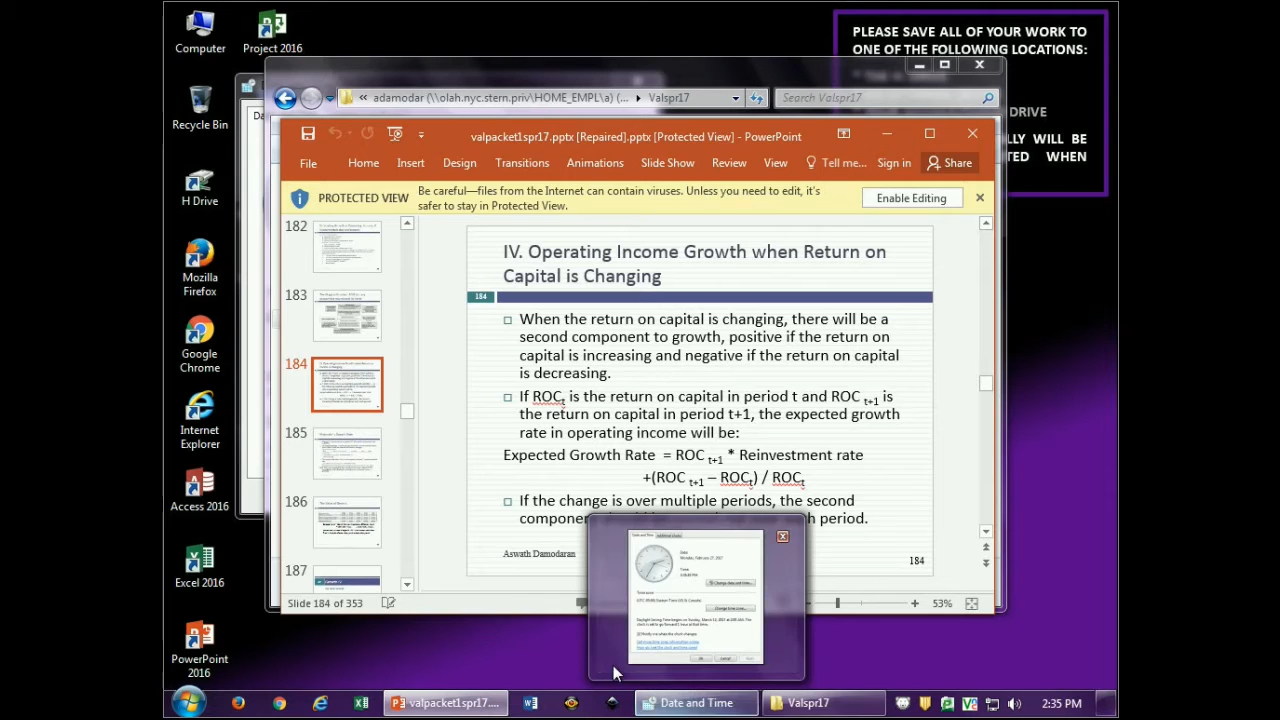 Computer
Project 2016
PLEASE SAVE ALL OF YOUR WORK TO
ONE OF THE FOLLOWING LOCATIONS:
Recycle Bin
adamodar (\\olah.nyc.stern.priv\HOME_EMPL\a) (...
Valspr17
Search Valspr17
DRIVE
LLY WILL BE
TED WHEN
valpacket1spr17.pptx [Repaired].pptx [Protected View] - PowerPoint
File
Home
Insert
Design
Transitions
Animations
Slide Show
Review
View
Tell me...
Sign in
Share
H Drive
PROTECTED VIEW
Be careful—files from the Internet can contain viruses. Unless you need to edit, it's
safer to stay in Protected View.
Enable Editing
Mozilla
Firefox
Google
Chrome
Internet
Explorer
Access 2016
Excel 2016
PowerPoint
2016
182
183
184
185
186
187
IV. Operating Income Growth when Return on
Capital is Changing
184
When the return on capital is changing, there will be a
second component to growth, positive if the return on
capital is increasing and negative if the return on capital
is decreasing.
If ROCt is the return on capital in period t and ROC t+1 is
the return on capital in period t+1, the expected growth
rate in operating income will be:
Expected Growth Rate = ROC t+1 * Reinvestment rate
+(ROC t+1 – ROCt) / ROCt
If the change is over multiple periods, the second
h period.
Aswath Damodaran
184
Slide 184 of 353
53%
valpacket1spr17....
Date and Time
Valspr17
2:35 PM